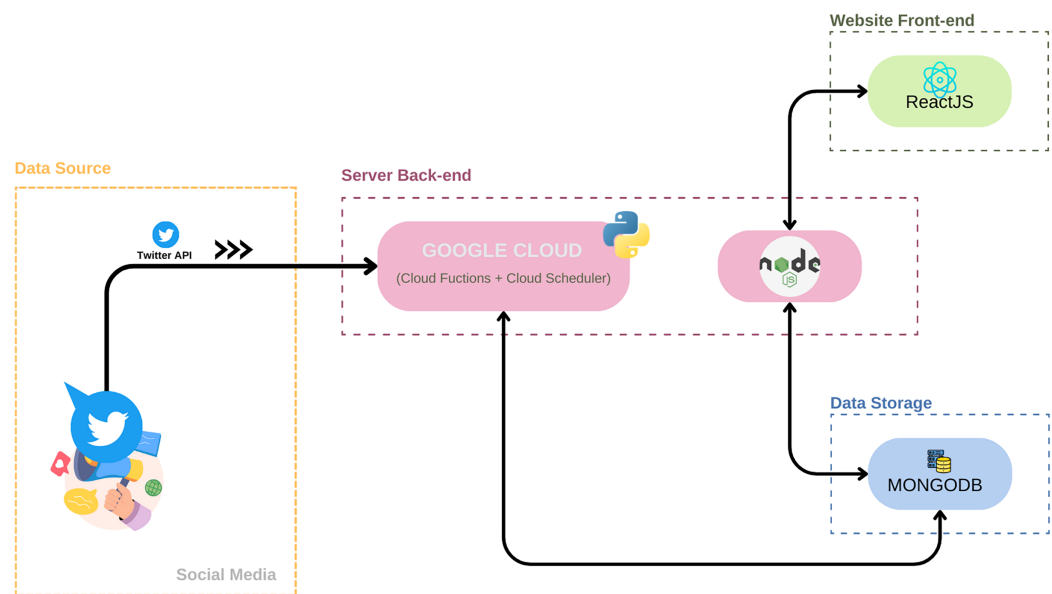 Website Front-end
ReactJS
Data Source
Server Back-end
Twitter API
GOOGLE CLOUD
(Cloud Fuctions + Cloud Scheduler)
node
JS
Data Storage
MONGODB
Social Media